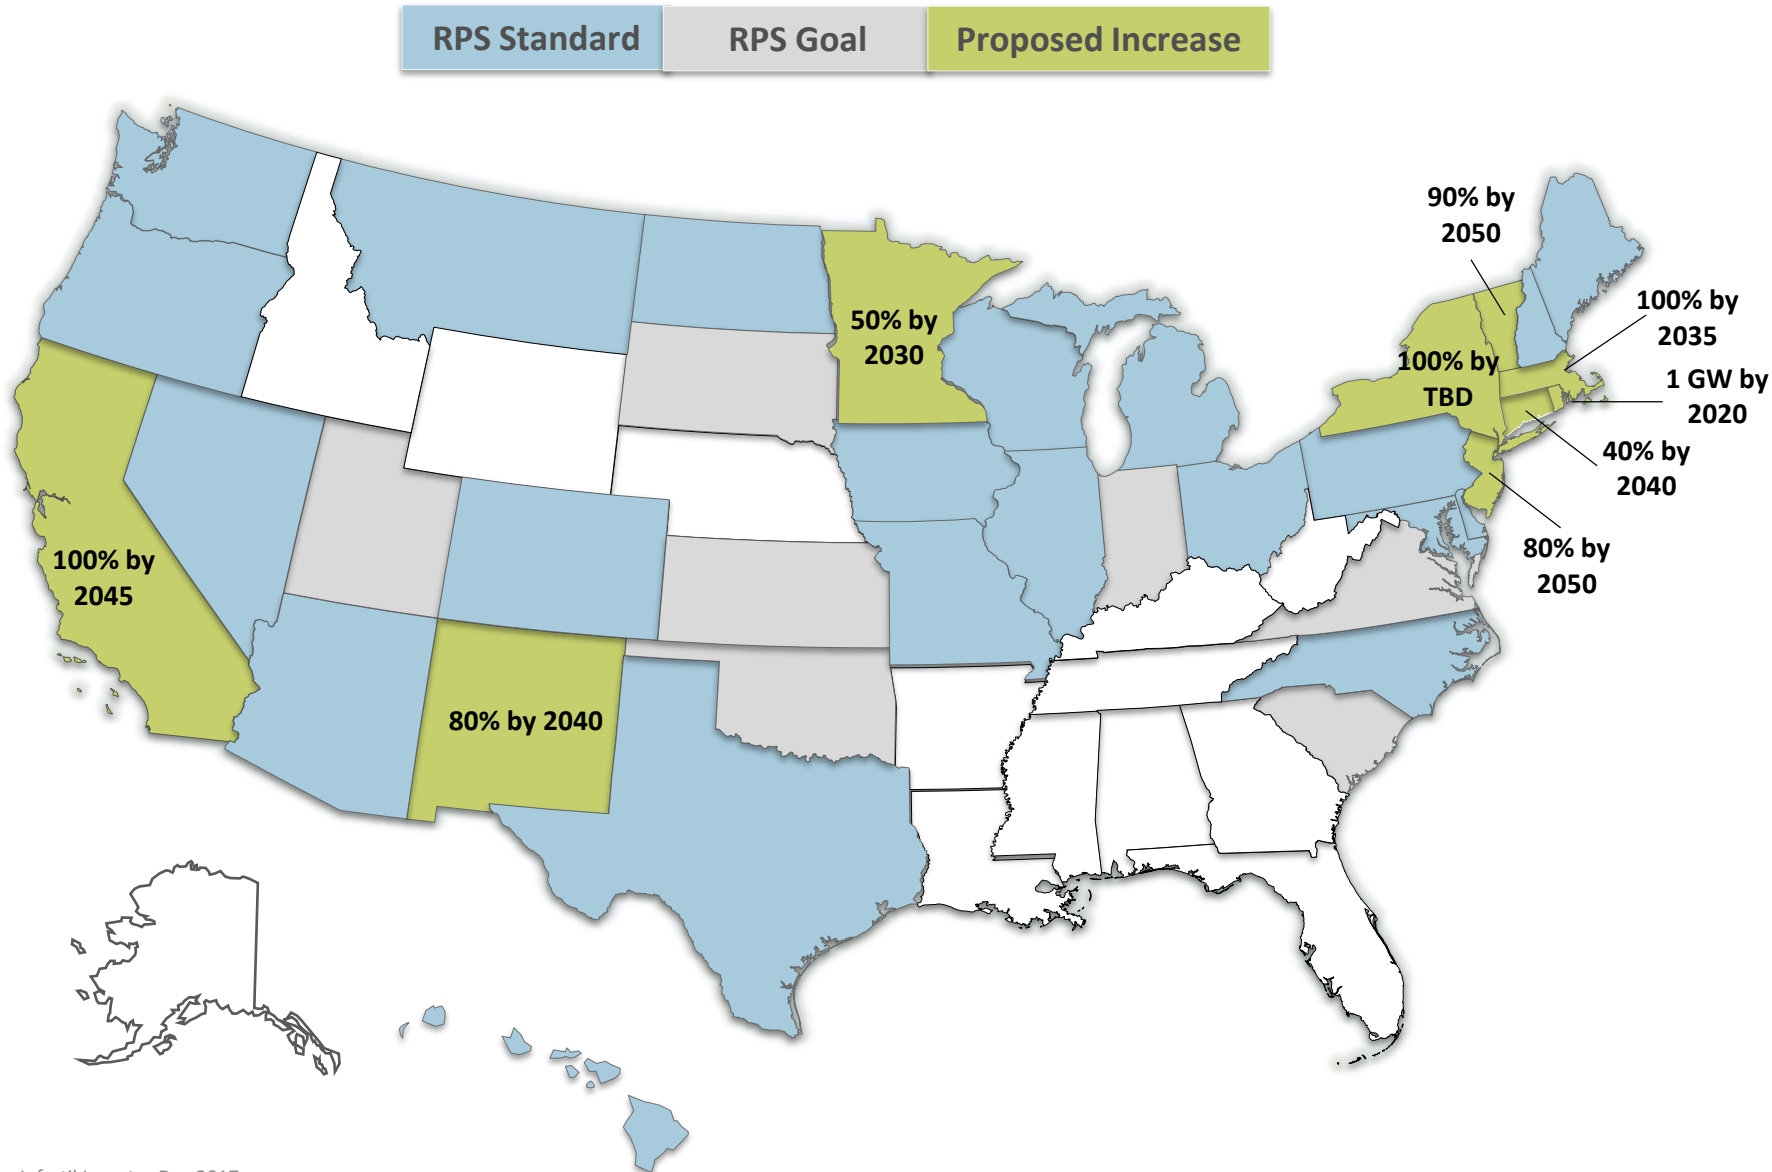 RPS Standard RPS Goal Proposed Increase
90% by
2050
100% by
2035
50% by
2030
100% by
TBD
1 GW by
2020
40% by
2040
80% by
2050
100% by
2045
80% by 2040